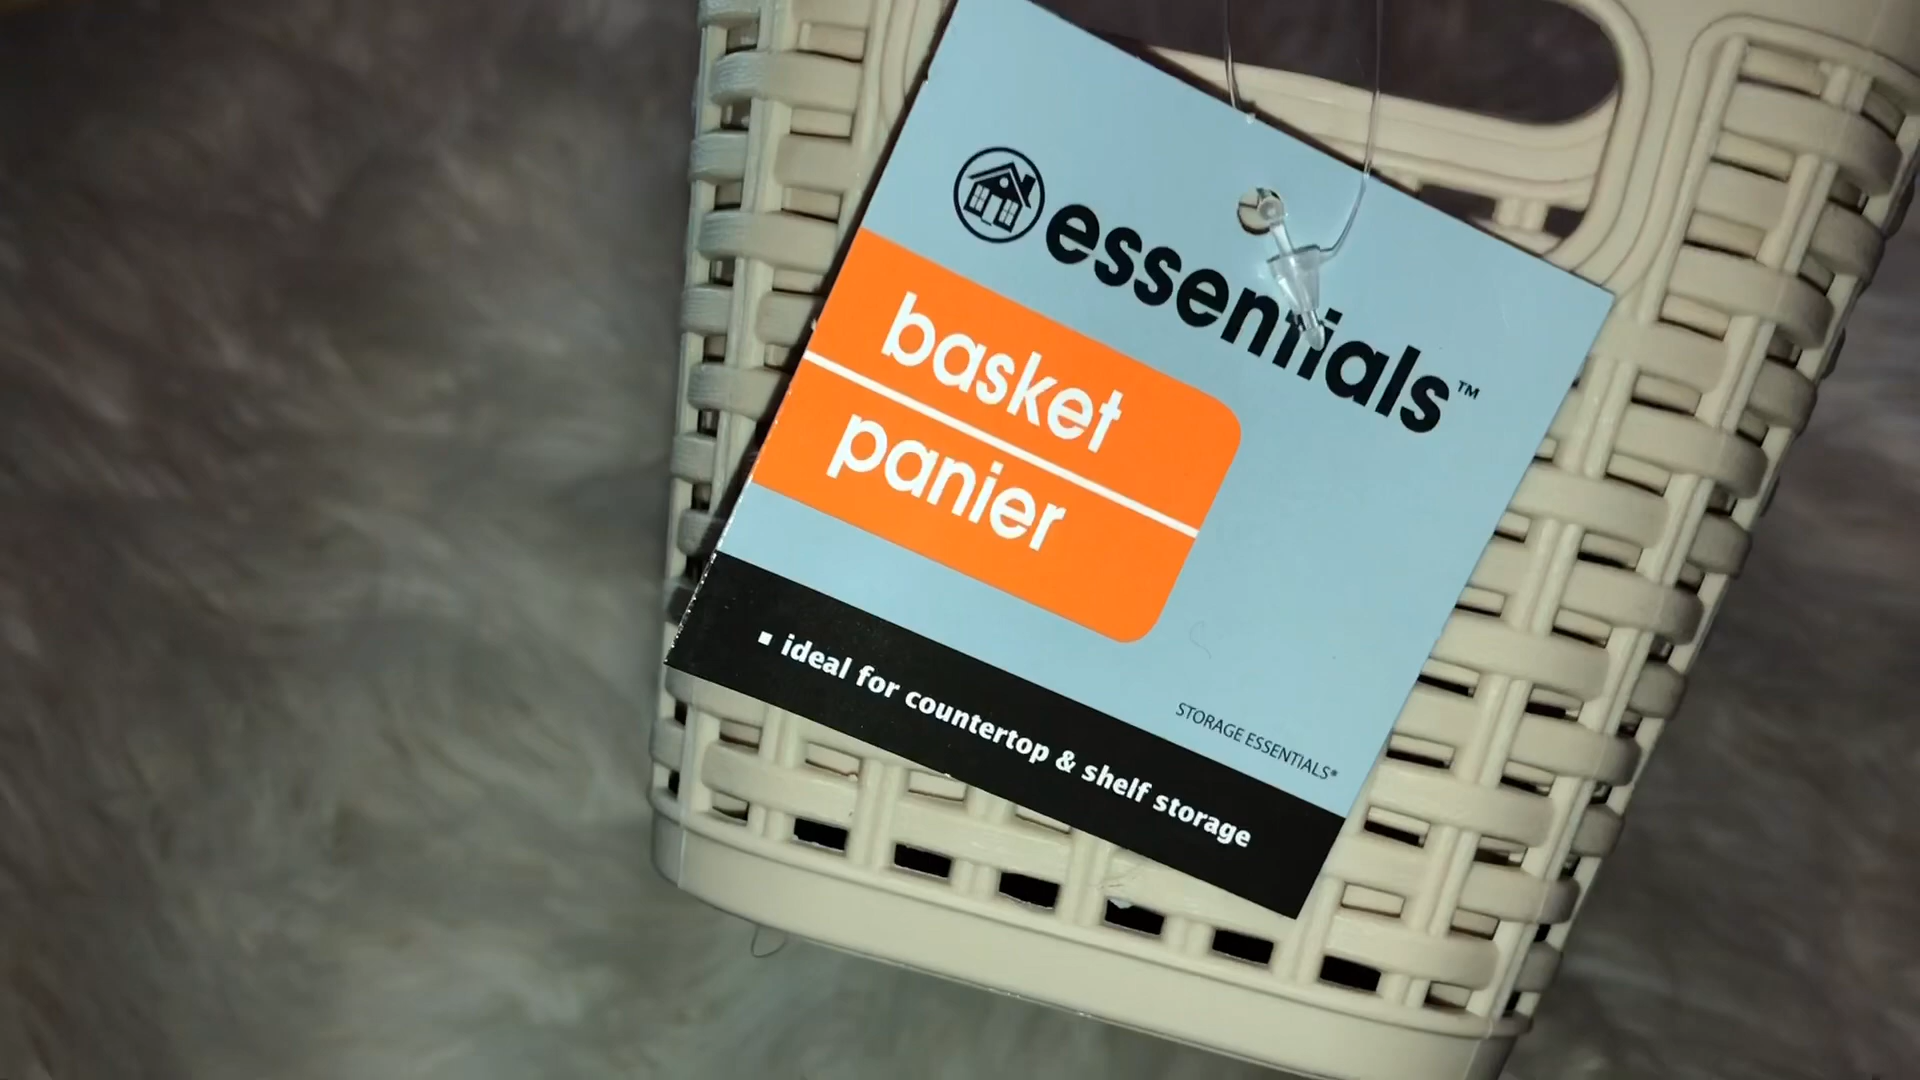 essentials™
basket
panier
STORAGE ESSENTIALS®
▪ ideal for countertop & shelf storage